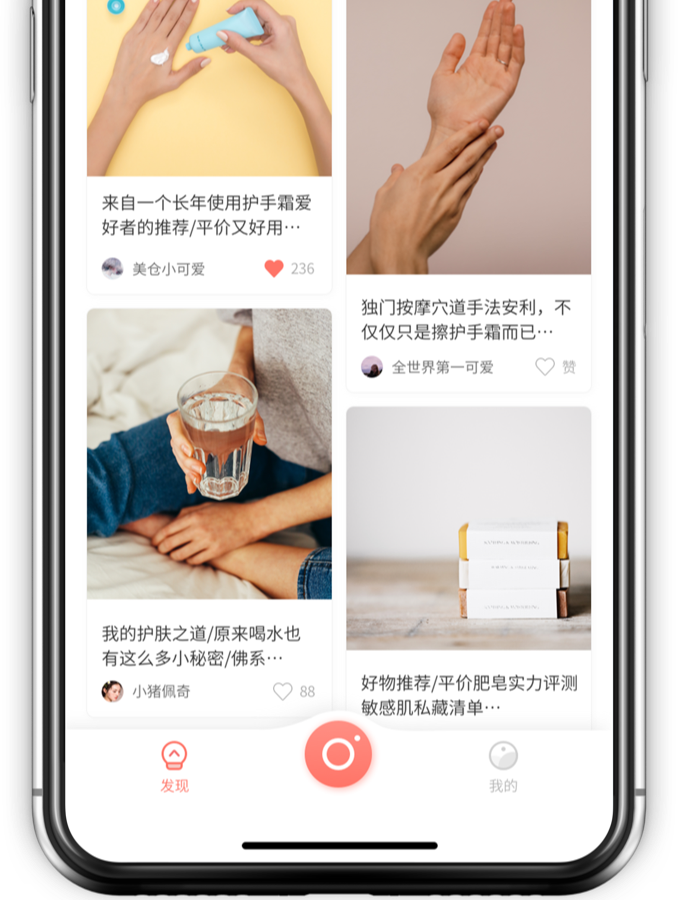 来自一个长年使用护手霜爱
好者的推荐/平价又好用…
美仓小可爱
236
独门按摩穴道手法安利，不
仅仅只是擦护手霜而已…
全世界第一可爱
赞
我的护肤之道/原来喝水也
有这么多小秘密/佛系…
小猪佩奇
88
好物推荐/平价肥皂实力评测
敏感肌私藏清单…
发现
我的